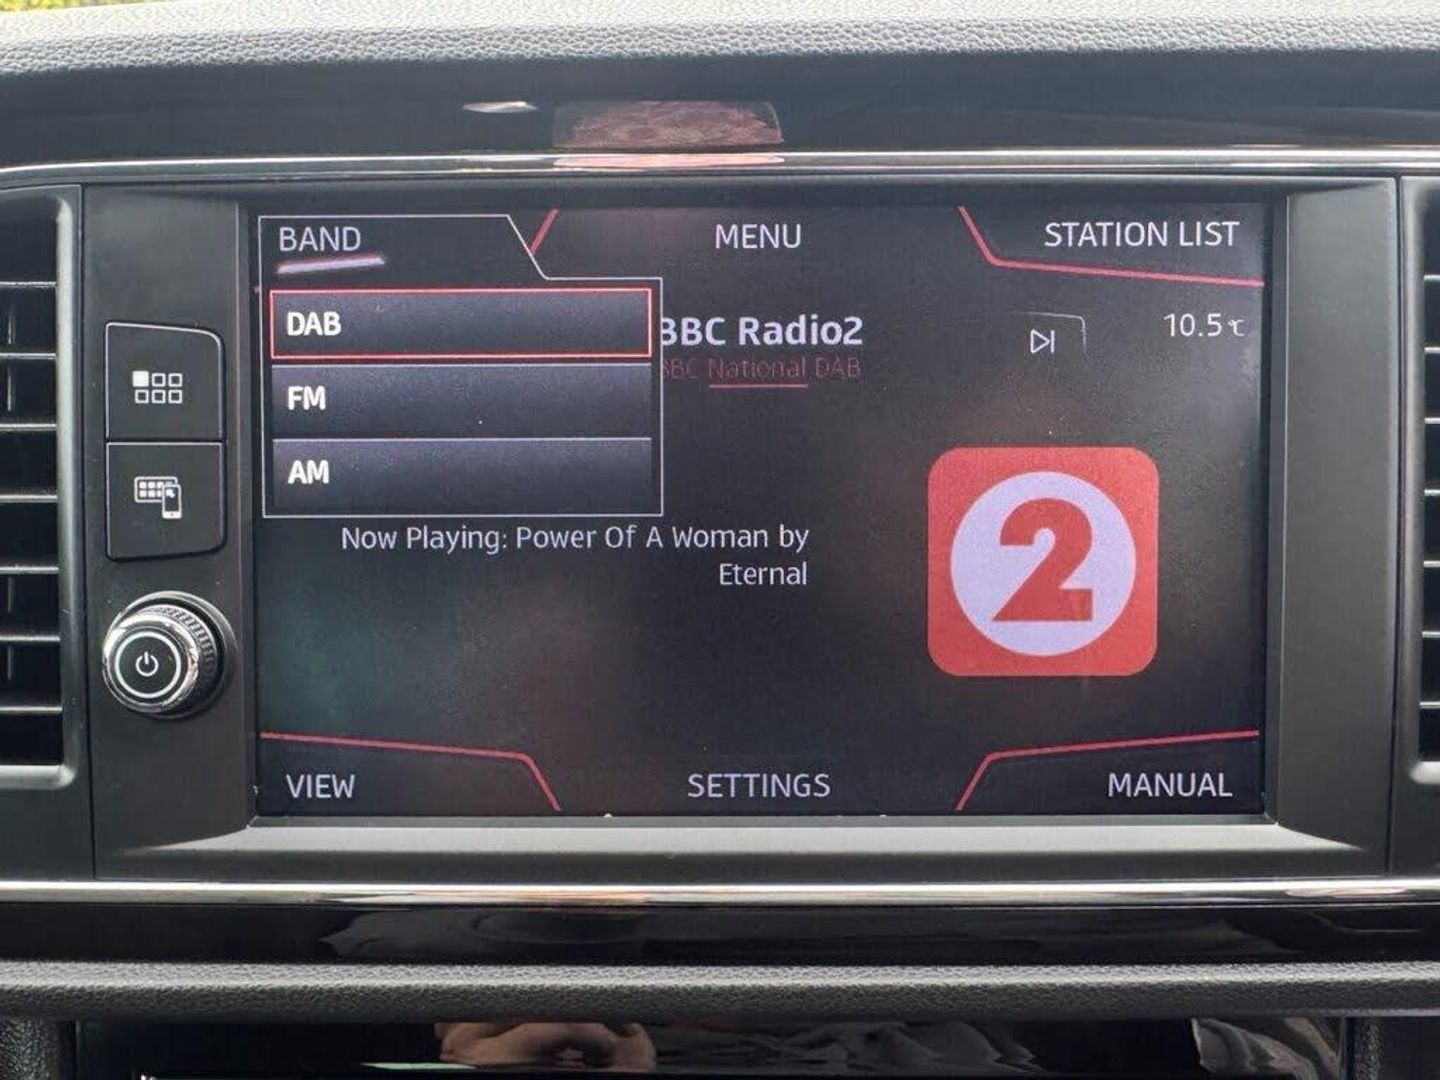 BAND
MENU
STATION LIST
DAB
BBC Radio2
10.5℃
BBC National DAB
FM
AM
Now Playing: Power Of A Woman by
Eternal
2
VIEW
SETTINGS
MANUAL